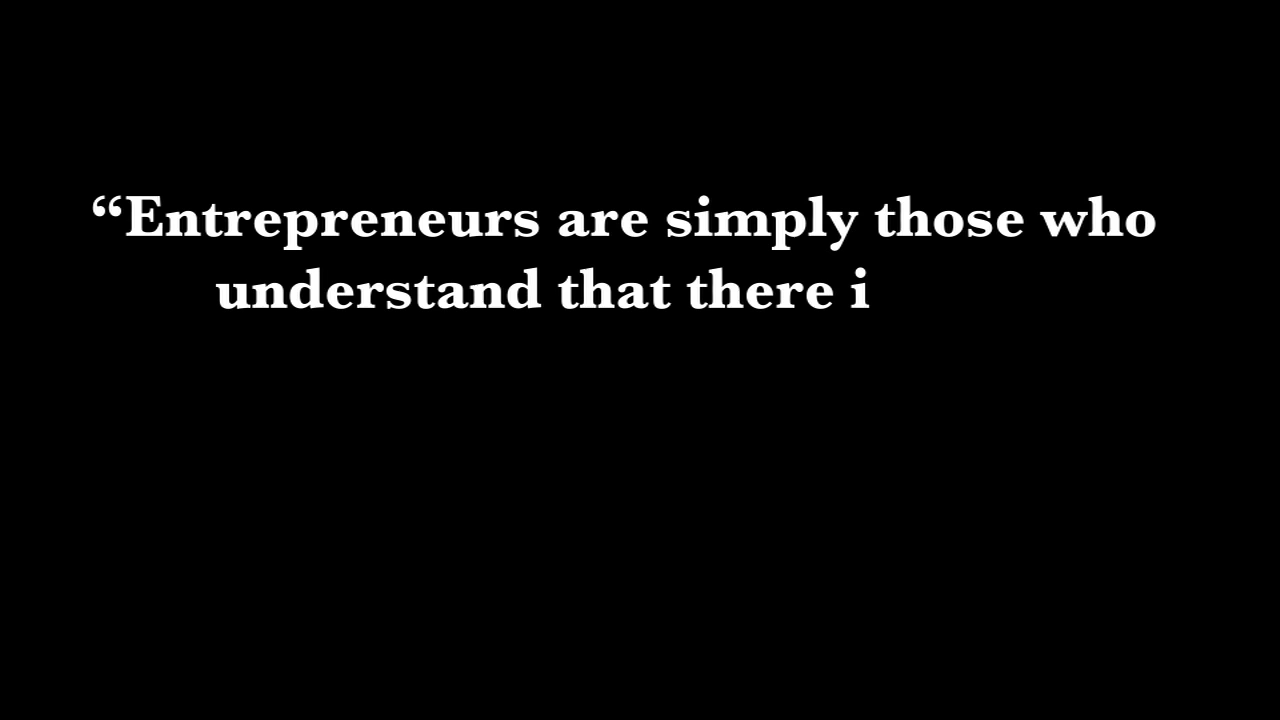 “Entrepreneurs are simply those who
understand that there i